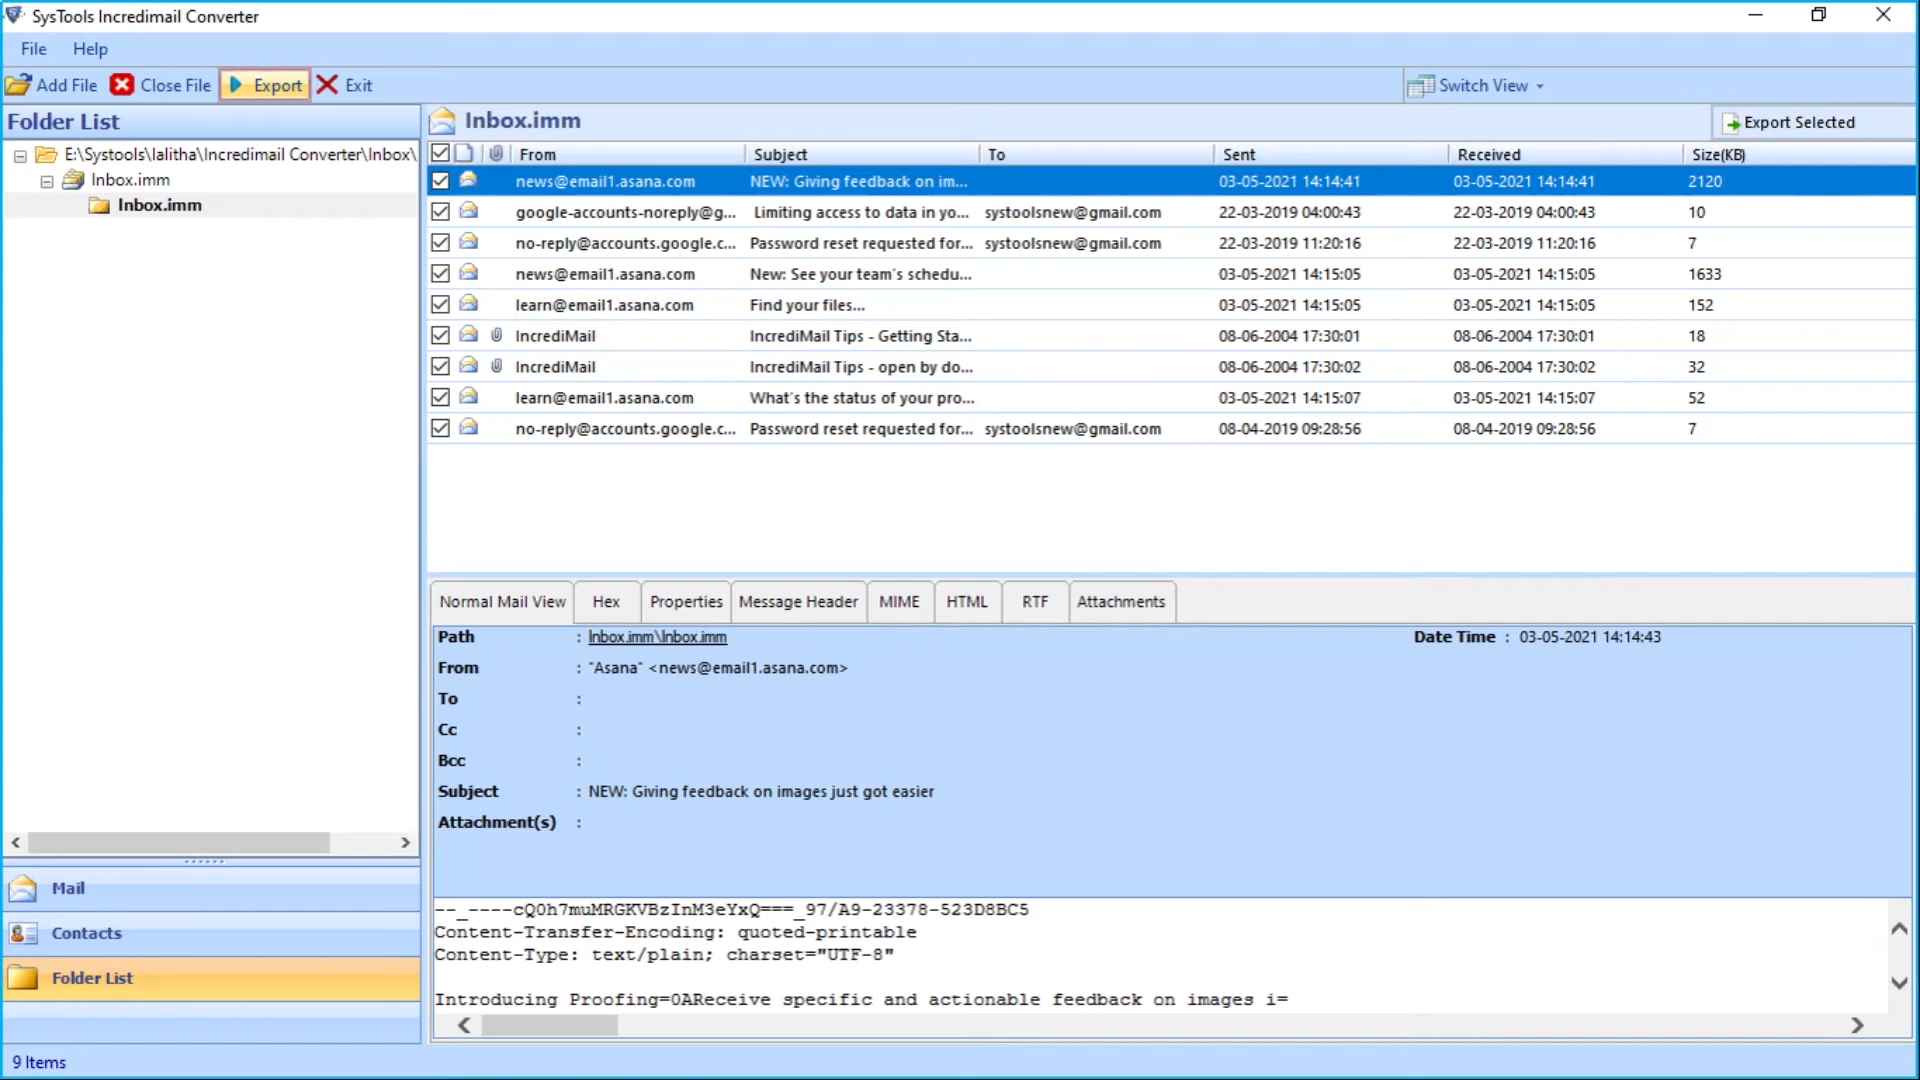 SysTools Incredimail Converter
File Help
Add File Close File Export Exit Switch View
Folder List
E:\Systools\lalitha\Incredimail Converter\Inbox\
Inbox.imm
Inbox.imm
Mail
Contacts
Folder List
Inbox.imm Export Selected
From Subject To Sent Received Size(KB)
news@email1.asana.com NEW: Giving feedback on im... 03-05-2021 14:14:41 03-05-2021 14:14:41 2120
google-accounts-noreply@g... Limiting access to data in yo... systoolsnew@gmail.com 22-03-2019 04:00:43 22-03-2019 04:00:43 10
no-reply@accounts.google.c... Password reset requested for... systoolsnew@gmail.com 22-03-2019 11:20:16 22-03-2019 11:20:16 7
news@email1.asana.com New: See your team's schedu... 03-05-2021 14:15:05 03-05-2021 14:15:05 1633
learn@email1.asana.com Find your files... 03-05-2021 14:15:05 03-05-2021 14:15:05 152
IncrediMail IncrediMail Tips - Getting Sta... 08-06-2004 17:30:01 08-06-2004 17:30:01 18
IncrediMail IncrediMail Tips - open by do... 08-06-2004 17:30:02 08-06-2004 17:30:02 32
learn@email1.asana.com What's the status of your pro... 03-05-2021 14:15:07 03-05-2021 14:15:07 52
no-reply@accounts.google.c... Password reset requested for... systoolsnew@gmail.com 08-04-2019 09:28:56 08-04-2019 09:28:56 7
Normal Mail View Hex Properties Message Header MIME HTML RTF Attachments
Path : Inbox.imm\Inbox.imm Date Time : 03-05-2021 14:14:43
From : "Asana" <news@email1.asana.com>
To :
Cc :
Bcc :
Subject : NEW: Giving feedback on images just got easier
Attachment(s) :
--_----cQ0h7muMRGKVBzInM3eYxQ===_97/A9-23378-523D8BC5
Content-Transfer-Encoding: quoted-printable
Content-Type: text/plain; charset="UTF-8"
Introducing Proofing=0AReceive specific and actionable feedback on images i=
9 Items